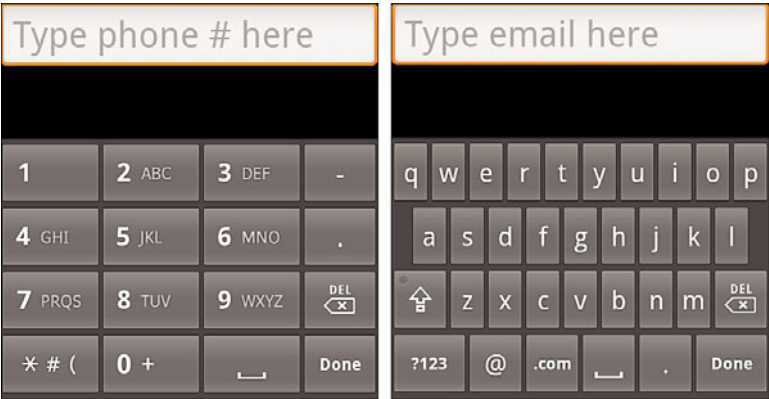 Type phone # here
1 2 ABC 3 DEF -
4 GHI 5 JKL 6 MNO .
7 PRQS 8 TUV 9 WXYZ DEL
* # ( 0 + Done
Type email here
q w e r t y u i o p
a s d f g h j k l
z x c v b n m DEL
?123 @ .com . Done